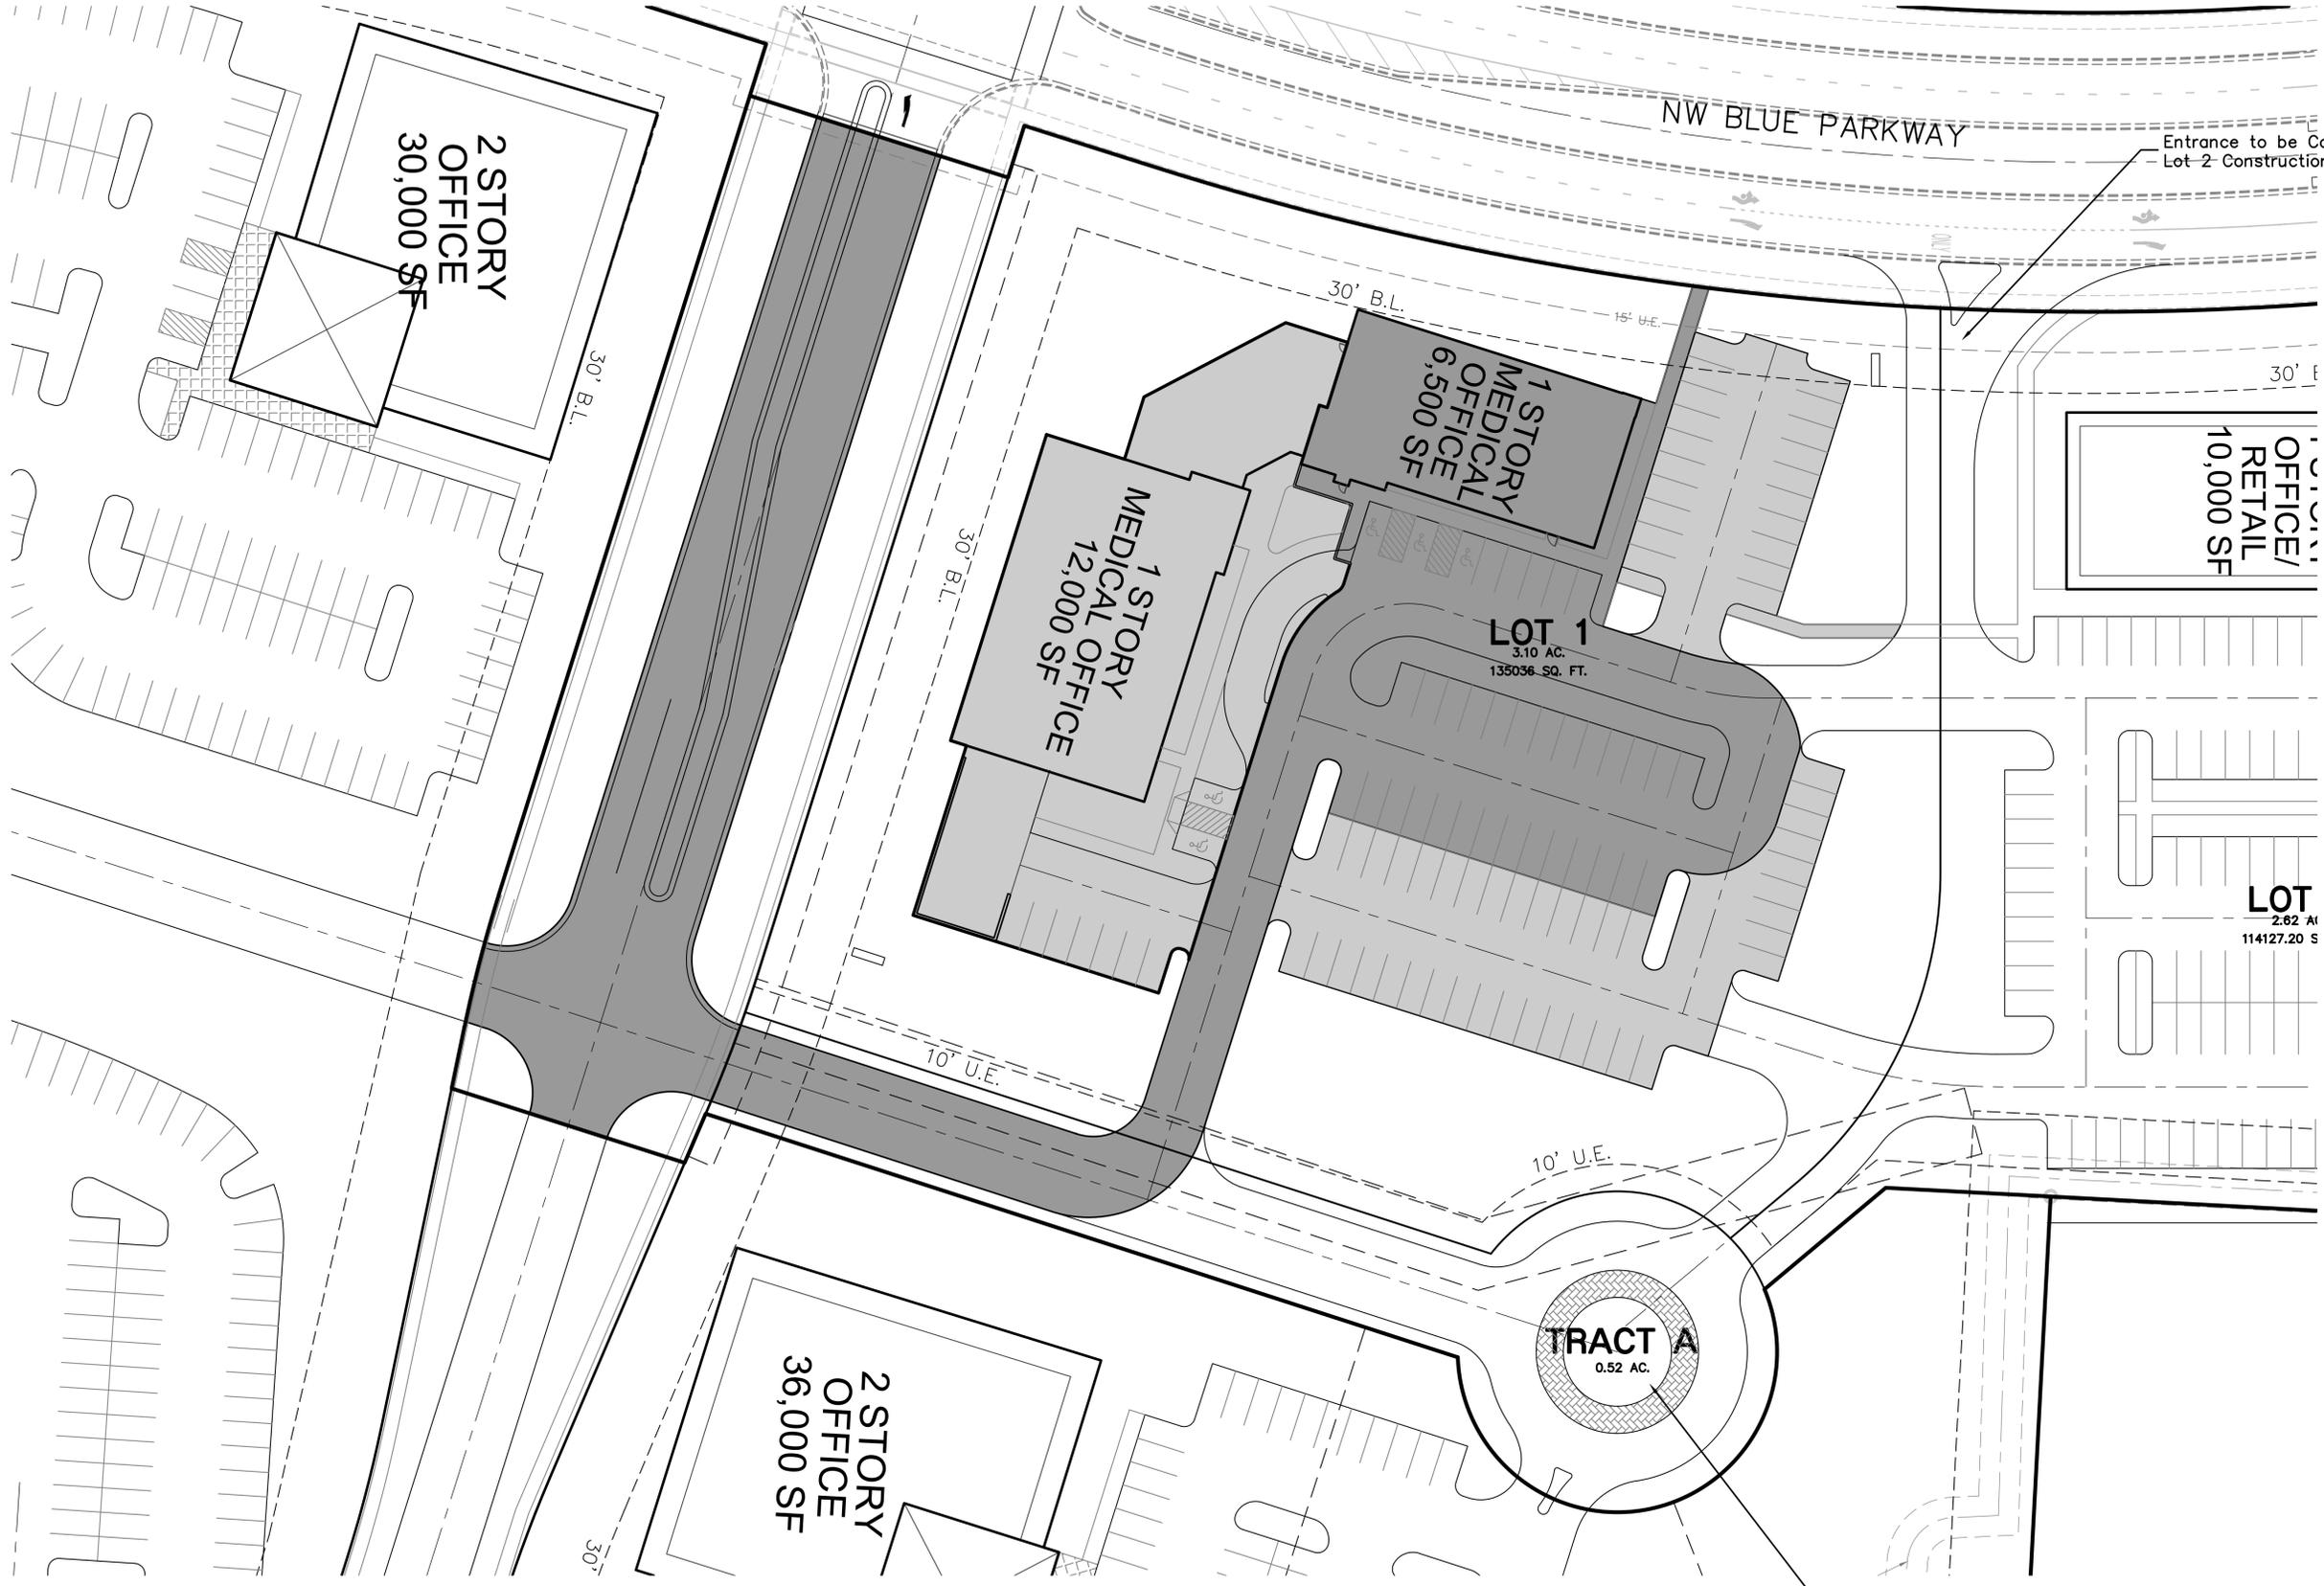 NW BLUE PARKWAY
Entrance to be
Lot 2 Construction
2 STORY
OFFICE
30,000 SF
30' B.L.
30' B.L.
15' U.E.
30'
1 STORY
MEDICAL
OFFICE
6,500 SF
OFFICE/
RETAIL
10,000 SF
30' B.L.
1 STORY
MEDICAL OFFICE
12,000 SF
LOT 1
3.10 AC.
135036 SQ. FT.
LOT
2.62
114127.20
10' U.E.
10' U.E.
TRACT A
0.52 AC.
2 STORY
OFFICE
36,000 SF
30'